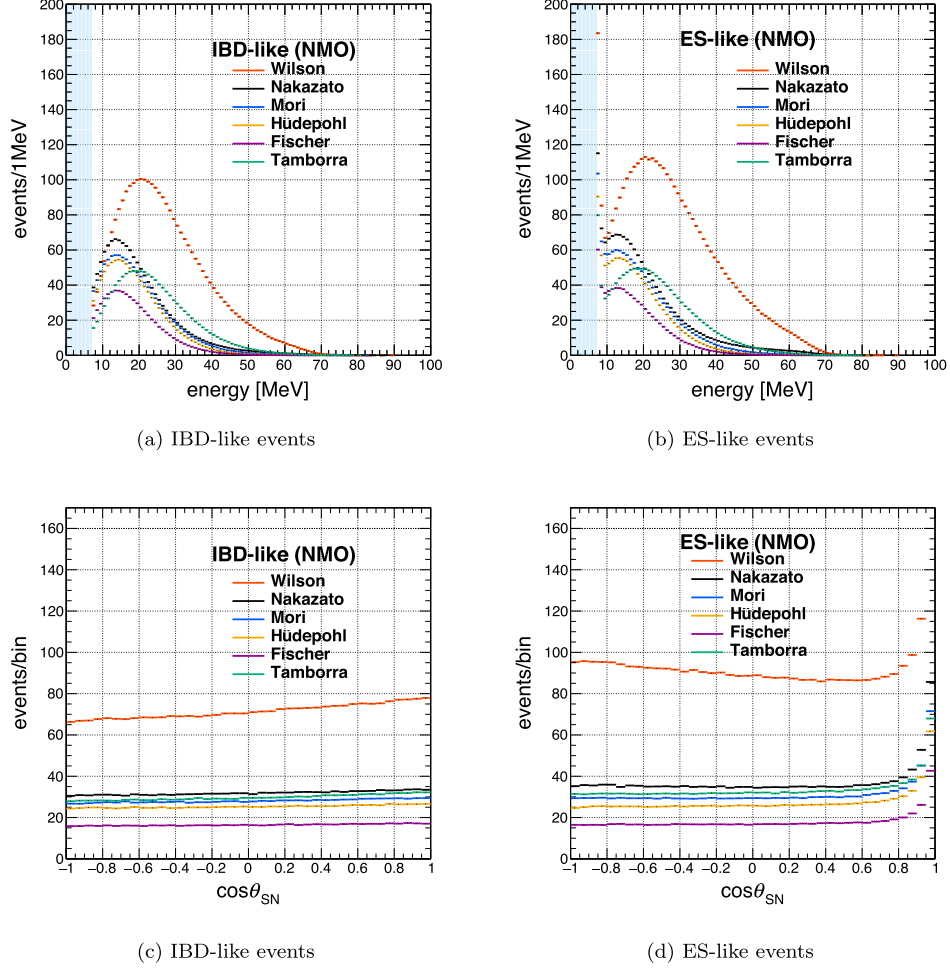 IBD-like (NMO)
Wilson
Nakazato
Mori
Hüdepohl
Fischer
Tamborra
events/1MeV
200
180
160
140
120
100
80
60
40
20
0
0 10 20 30 40 50 60 70 80 90 100
energy [MeV]
(a) IBD-like events
ES-like (NMO)
Wilson
Nakazato
Mori
Hüdepohl
Fischer
Tamborra
events/1MeV
200
180
160
140
120
100
80
60
40
20
0
0 10 20 30 40 50 60 70 80 90 100
energy [MeV]
(b) ES-like events
IBD-like (NMO)
Wilson
Nakazato
Mori
Hüdepohl
Fischer
Tamborra
events/bin
160
140
120
100
80
60
40
20
0
−1 −0.8 −0.6 −0.4 −0.2 0 0.2 0.4 0.6 0.8 1
cosθSN
(c) IBD-like events
ES-like (NMO)
Wilson
Nakazato
Mori
Hüdepohl
Fischer
Tamborra
events/bin
160
140
120
100
80
60
40
20
0
−1 −0.8 −0.6 −0.4 −0.2 0 0.2 0.4 0.6 0.8 1
cosθSN
(d) ES-like events